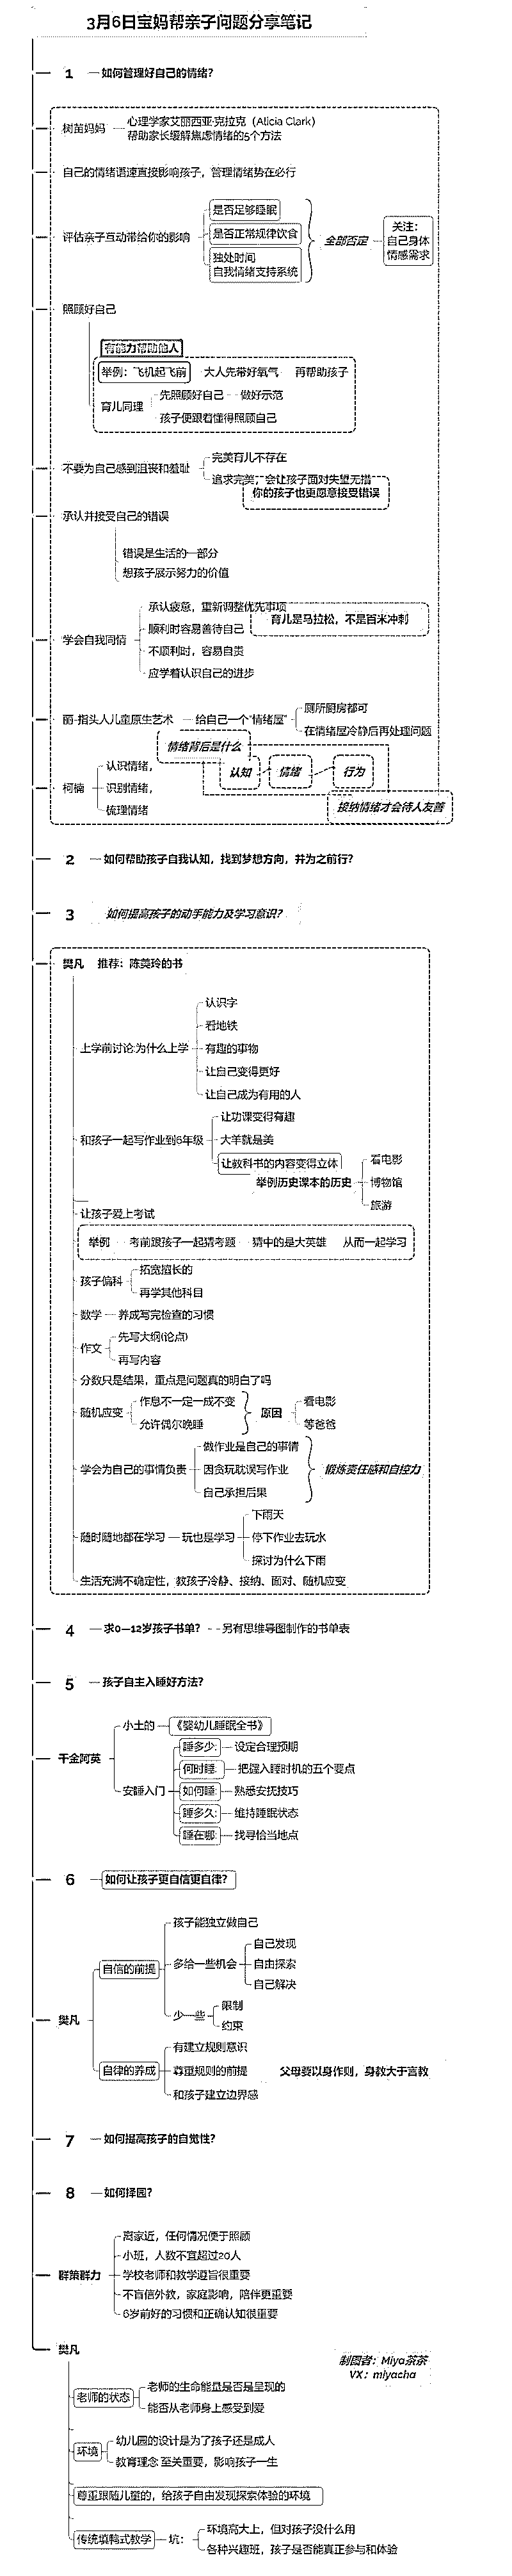 3月6日宝妈帮亲子问题分享笔记
1 如何管理好自己的情绪?
树苗妈妈
心理学家艾丽西亚·克拉克（Alicia Clark）
帮助家长缓解焦虑情绪的5个方法
自己的情绪语速直接影响孩子，管理情绪势在必行
评估亲子互动带给你的影响
是否足够睡眠
是否正常规律饮食
独处时间
自我情绪支持系统
全部否定
关注：
自己身体
情感需求
照顾好自己
有能力帮助他人
举例：飞机起飞前 大人先带好氧气 再帮助孩子
育儿同理
先照顾好自己 做好示范
孩子便跟着懂得照顾自己
不要为自己感到沮丧和羞耻
完美育儿不存在
追求完美，会让孩子面对失望无措
你的孩子也更愿意接受错误
承认并接受自己的错误
错误是生活的一部分
想孩子展示努力的价值
学会自我同情
承认疲惫，重新调整优先事项
顺利时容易善待自己
育儿是马拉松，不是百米冲刺
不顺利时，容易自责
应学着认识自己的进步
丽-指头人儿童原生艺术
给自己一个“情绪屋”
厕所厨房都可
在情绪屋冷静后再处理问题
情绪背后是什么
认知 情绪 行为
柯楠
认识情绪，
识别情绪，
梳理情绪
接纳情绪才会待人友善
2 如何帮助孩子自我认知，找到梦想方向，并为之前行?
3 如何提高孩子的动手能力及学习意识?
樊凡 推荐：陈美玲的书
上学前讨论:为什么上学
认识字
看地铁
有趣的事物
让自己变得更好
让自己成为有用的人
和孩子一起写作业到6年级
让功课变得有趣
大羊就是美
让教科书的内容变得立体
举例历史课本的历史
看电影
博物馆
旅游
让孩子爱上考试
举例 考前跟孩子一起猜考题 猜中的是大英雄 从而一起学习
孩子偏科
拓宽擅长的
再学其他科目
数学 养成写完检查的习惯
作文
先写大纲(论点)
再写内容
分数只是结果，重点是问题真的明白了吗
随机应变
作息不一定一成不变
允许偶尔晚睡
原因
看电影
等爸爸
学会为自己的事情负责
做作业是自己的事情
因贪玩耽误写作业
自己承担后果
锻炼责任感和自控力
随时随地都在学习 玩也是学习
下雨天
停下作业去玩水
探讨为什么下雨
生活充满不确定性，教孩子冷静、接纳、面对、随机应变
4 求0—12岁孩子书单? 另有思维导图制作的书单表
5 孩子自主入睡好方法?
千金阿英
小土的 《婴幼儿睡眠全书》
安睡入门
睡多少: 设定合理预期
何时睡: 把握入睡时机的五个要点
如何睡: 熟悉安抚技巧
睡多久: 维持睡眠状态
睡在哪: 找寻恰当地点
6 如何让孩子更自信更自律?
樊凡
自信的前提
孩子能独立做自己
多给一些机会
自己发现
自由探索
自己解决
少一些
限制
约束
自律的养成
有建立规则意识
尊重规则的前提 父母要以身作则，身教大于言教
和孩子建立边界感
7 如何提高孩子的自觉性?
8 如何择园?
群策群力
离家近，任何情况便于照顾
小班，人数不宜超过20人
学校老师和教学遵旨很重要
不盲信外教，家庭影响，陪伴更重要
6岁前好的习惯和正确认知很重要
樊凡
制图者：Miya茶茶
VX：miyacha
老师的状态
老师的生命能量是否是呈现的
能否从老师身上感受到爱
环境
幼儿园的设计是为了孩子还是成人
教育理念 至关重要，影响孩子一生
尊重跟随儿童的，给孩子自由发现探索体验的环境
传统填鸭式教学 坑：
环境高大上，但对孩子没什么用
各种兴趣班，孩子是否能真正参与和体验